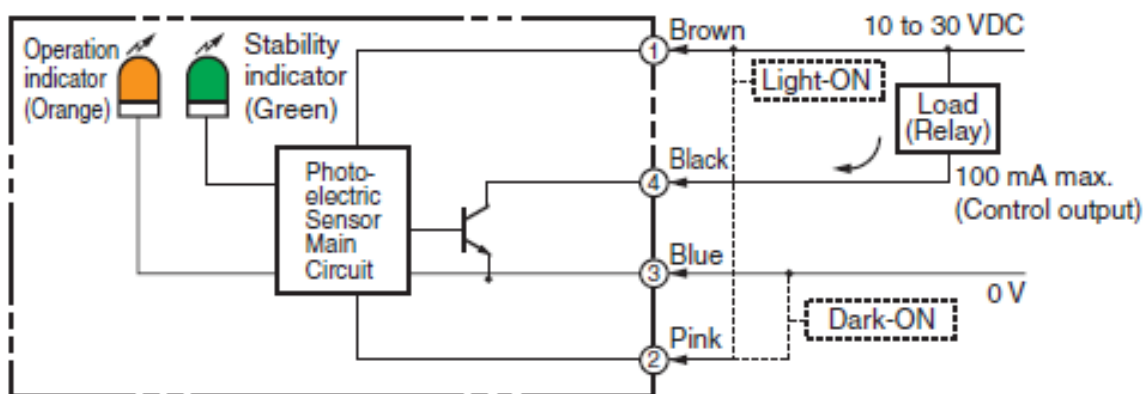 Operation
indicator
(Orange)
Stability
indicator
(Green)
Photo-
electric
Sensor
Main
Circuit
1
Brown
10 to 30 VDC
Light-ON
Load
(Relay)
4
Black
100 mA max.
(Control output)
3
Blue
0 V
Dark-ON
2
Pink